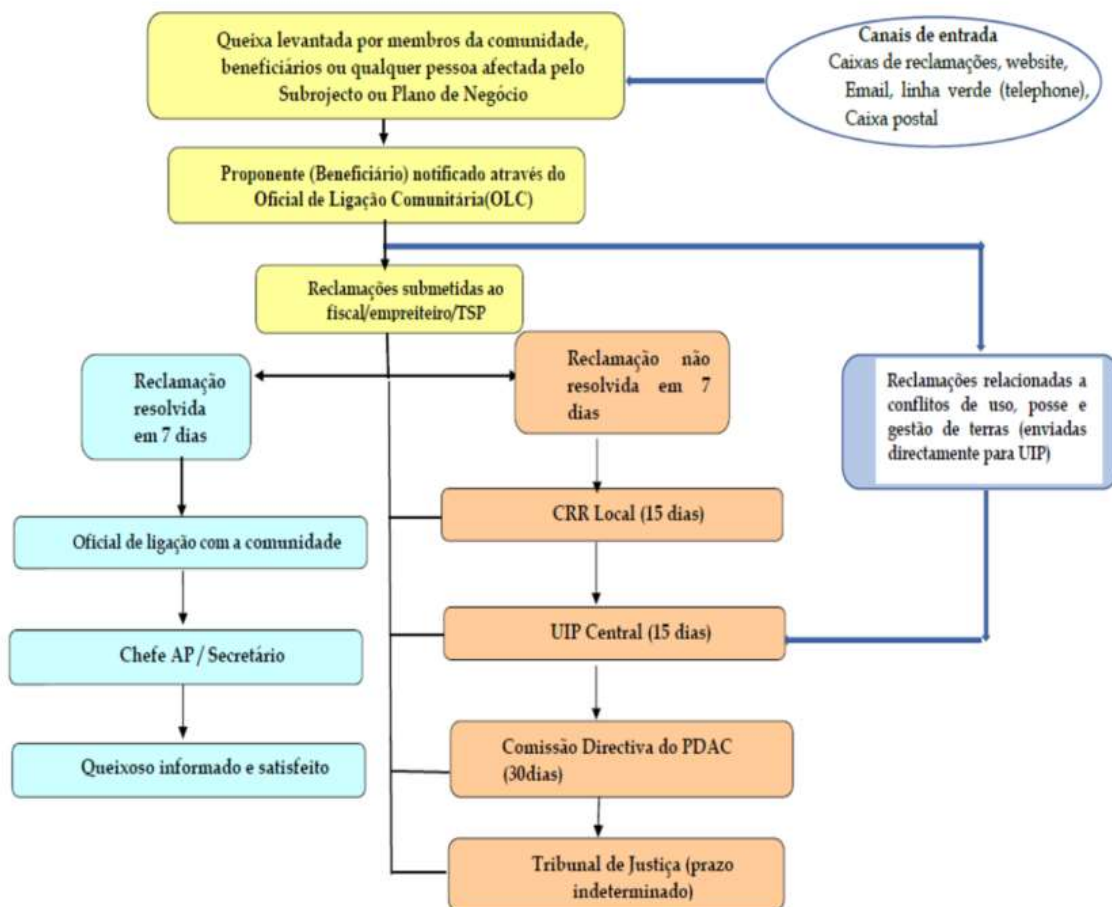 Queixa levantada por membros da comunidade,
beneficiários ou qualquer pessoa afectada pelo
Subrojecto ou Plano de Negócio
Canais de entrada
Caixas de reclamações, website,
Email, linha verde (telephone),
Caixa postal
Proponente (Beneficiário) notificado através do
Oficial de Ligação Comunitária(OLC)
Reclamações submetidas ao
fiscal/empreiteiro/TSP
Reclamação
resolvida
em 7 dias
Reclamação não
resolvida em 7
dias
Reclamações relacionadas a
conflitos de uso, posse e
gestão de terras (enviadas
directamente para UIP)
Oficial de ligação com a comunidade
CRR Local (15 dias)
Chefe AP / Secretário
UIP Central (15 dias)
Queixoso informado e satisfeito
Comissão Directiva do PDAC
(30dias)
Tribunal de Justiça (prazo
indeterminado)